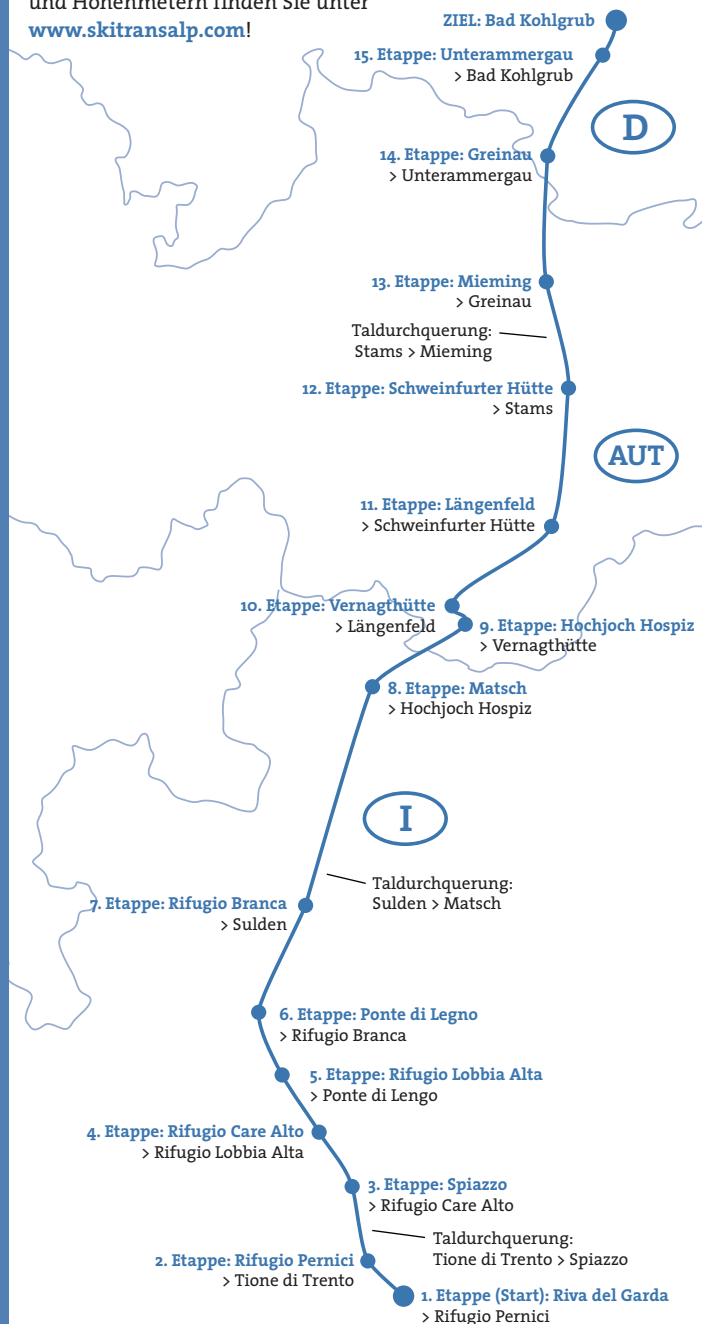 und Höhenmetern finden Sie unter
www.skitransalp.com!
ZIEL: Bad Kohlgrub
15. Etappe: Unterammergau
> Bad Kohlgrub
D
14. Etappe: Greinau
> Unterammergau
13. Etappe: Mieming
> Greinau
Taldurchquerung:
Stams > Mieming
12. Etappe: Schweinfurter Hütte
> Stams
AUT
11. Etappe: Längenfeld
> Schweinfurter Hütte
10. Etappe: Vernagthütte
> Längenfeld
9. Etappe: Hochjoch Hospiz
> Vernagthütte
8. Etappe: Matsch
> Hochjoch Hospiz
I
Taldurchquerung:
Sulden > Matsch
7. Etappe: Rifugio Branca
> Sulden
6. Etappe: Ponte di Legno
> Rifugio Branca
5. Etappe: Rifugio Lobbia Alta
> Ponte di Lengo
4. Etappe: Rifugio Care Alto
> Rifugio Lobbia Alta
3. Etappe: Spiazzo
> Rifugio Care Alto
Taldurchquerung:
Tione di Trento > Spiazzo
2. Etappe: Rifugio Pernici
> Tione di Trento
1. Etappe (Start): Riva del Garda
> Rifugio Pernici